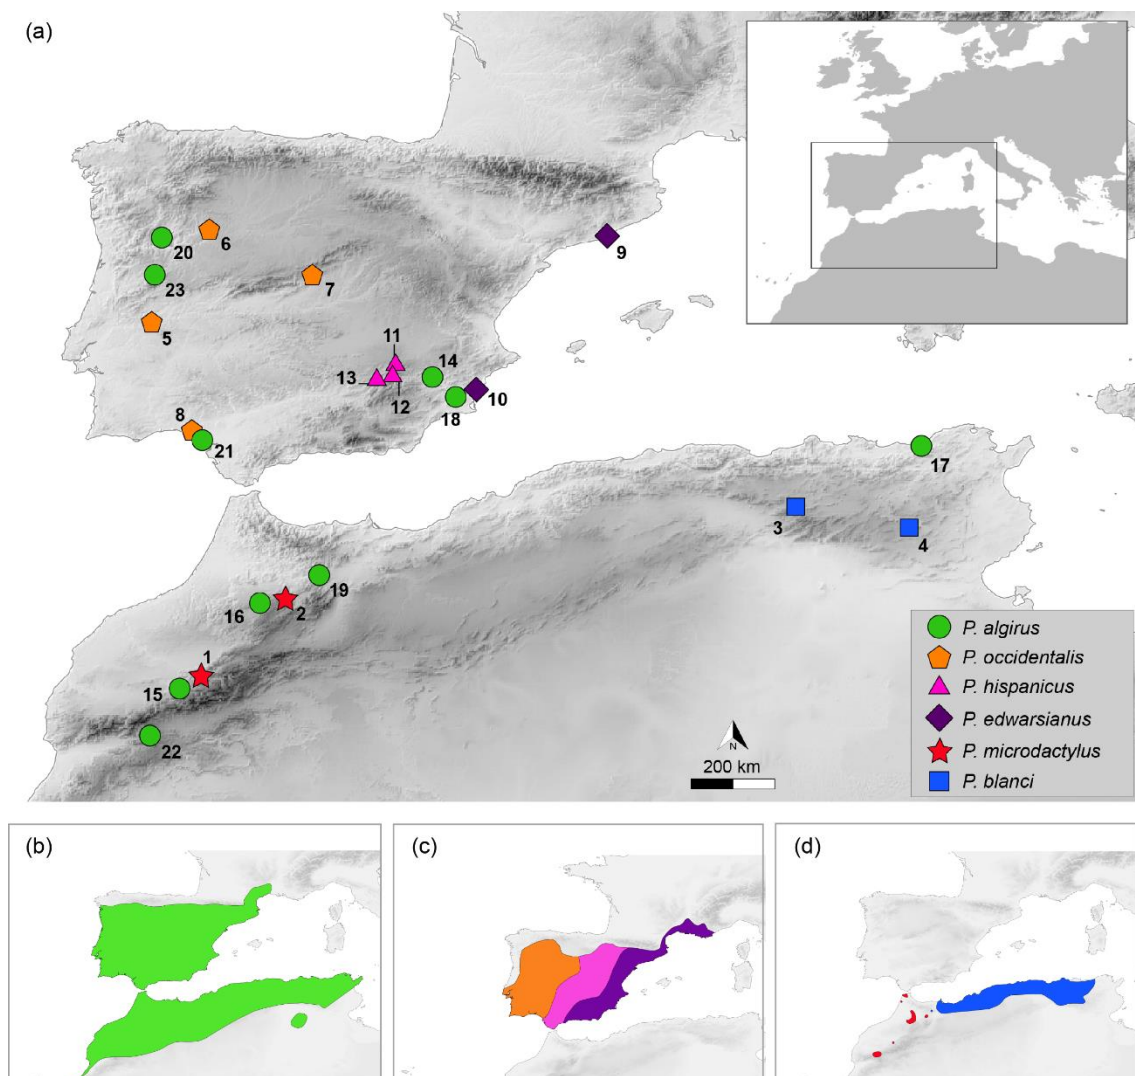 (a)
20
6
23
7
9
5
11
14
13
12
10
18
8
21
17
3
4
19
16
2
1
15
22
N
200 km
P. algirus
P. occidentalis
P. hispanicus
P. edwarsianus
P. microdactylus
P. blanci
(b)
(c)
(d)